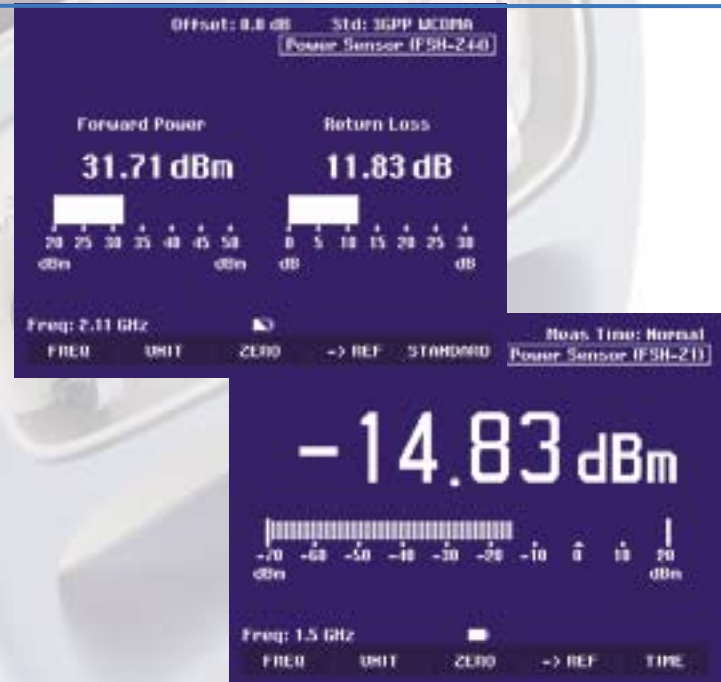 Offset: 0.0 dB Std: 3GPP WCDMA
Power Sensor (FSH-Z44)
Forward Power Return Loss
31.71 dBm 11.83 dB
20 25 30 35 40 45 50 0 5 10 15 20 25 30
dBm dBm dB dB
Freq: 2.11 GHz
FREQ UNIT ZERO -> REF STANDARD
Meas Time: Normal
Power Sensor (FSH-Z1)
-14.83 dBm
-70 -60 -50 -40 -30 -20 -10 0 10 20
dBm dBm
Freq: 1.5 GHz
FREQ UNIT ZERO -> REF TIME